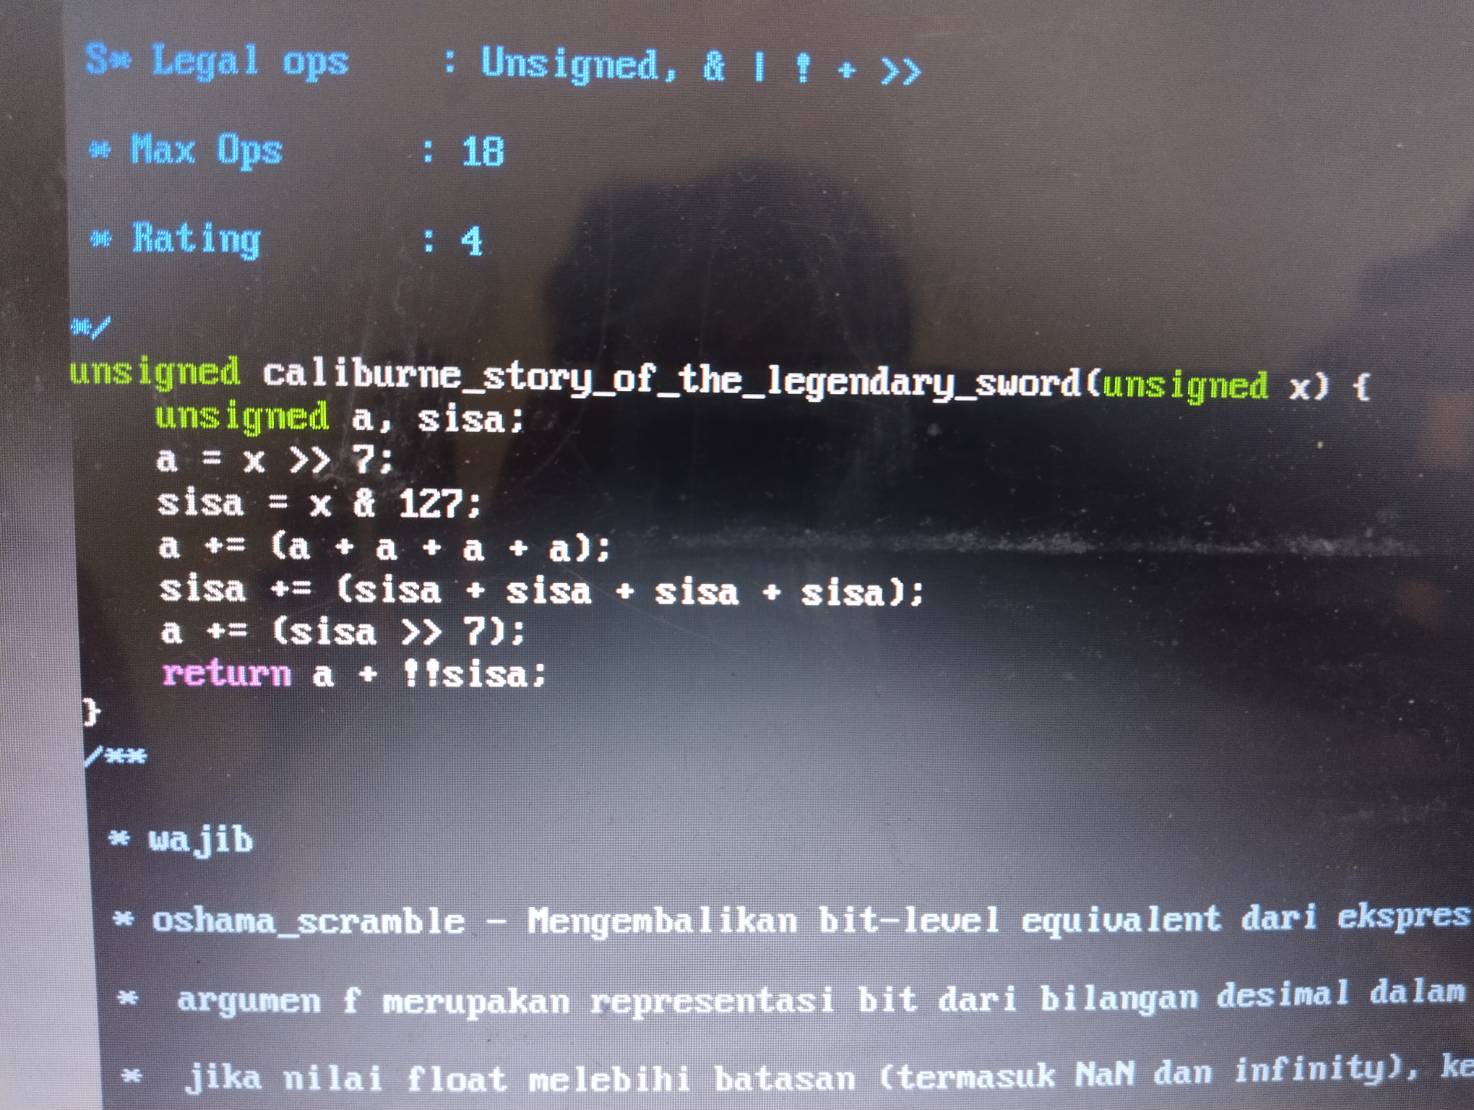 S* Legal ops : Unsigned, & | ! + >>
* Max Ops : 18
* Rating : 4
*/
unsigned caliburne_story_of_the_legendary_sword(unsigned x) {
unsigned a, sisa;
a = x >> 7;
sisa = x & 127;
a += (a + a + a + a);
sisa += (sisa + sisa + sisa + sisa);
a += (sisa >> 7);
return a + !!sisa;
}
/**
* wajib
* oshama_scramble - Mengembalikan bit-level equivalent dari ekspres
* argumen f merupakan representasi bit dari bilangan desimal dalam
* jika nilai float melebihi batasan (termasuk NaN dan infinity), ke